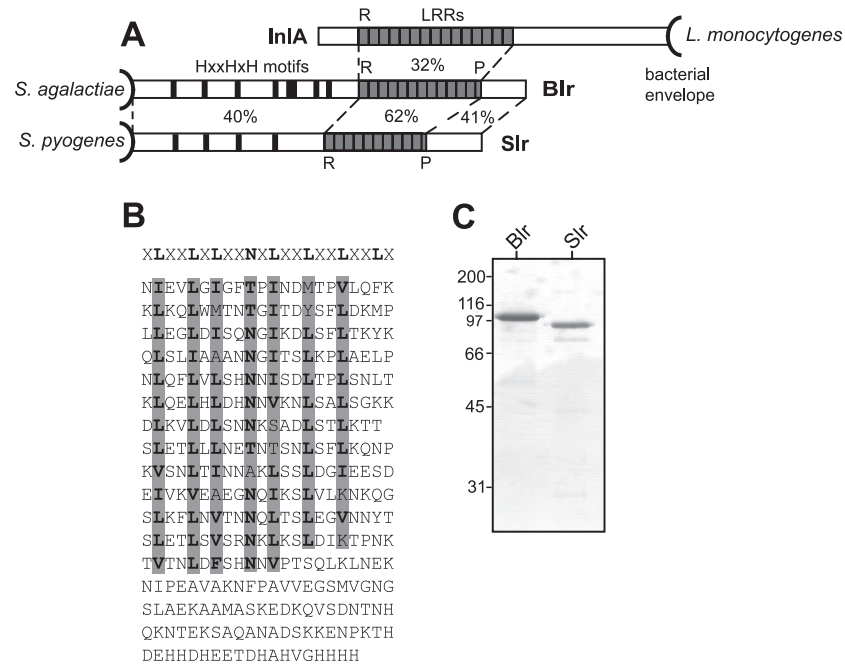 A
R LRRs
InlA
L. monocytogenes
HxxHxH motifs
R 32% P
S. agalactiae
Blr
bacterial
envelope
40% 62% 41%
S. pyogenes
Slr
R P
B
XLXXLXLXXNXLXXLXXLXXLX
NIEVLGIGFTPINDMTPVLQFK
KLKQLWMTNTGITDYSFLDKMP
LLEGLDISQNGIKDLSFLTKYK
QLSLIAAANNGITSLKPLAELP
NLQFLVLSHNNISDLTPLSNLT
KLQELHLDHNNVKNLSALSGKK
DLKVLDLSNNKSADLSTLKTT
SLETLLLNETNTSNLSFLKQNP
KVSNLTINNAKLSSLDGIEESD
EIVKVEAEGNQIKSLVLKNKQG
SLKFLNVTNNQLTSLEGVNNYT
SLETLSVSRNKLKSLDIKTPNK
TVTNLDFSHNNVPTSQLKLNEK
NIPEAVAKNFPAVVEGSMVGNG
SLAEKAAMASKEDKQVSDNTNH
QKNTEKSAQANADSKKENPKTH
DEHHDHEETDHAHVGHHHH
C
Blr Slr
200
116
97
66
45
31